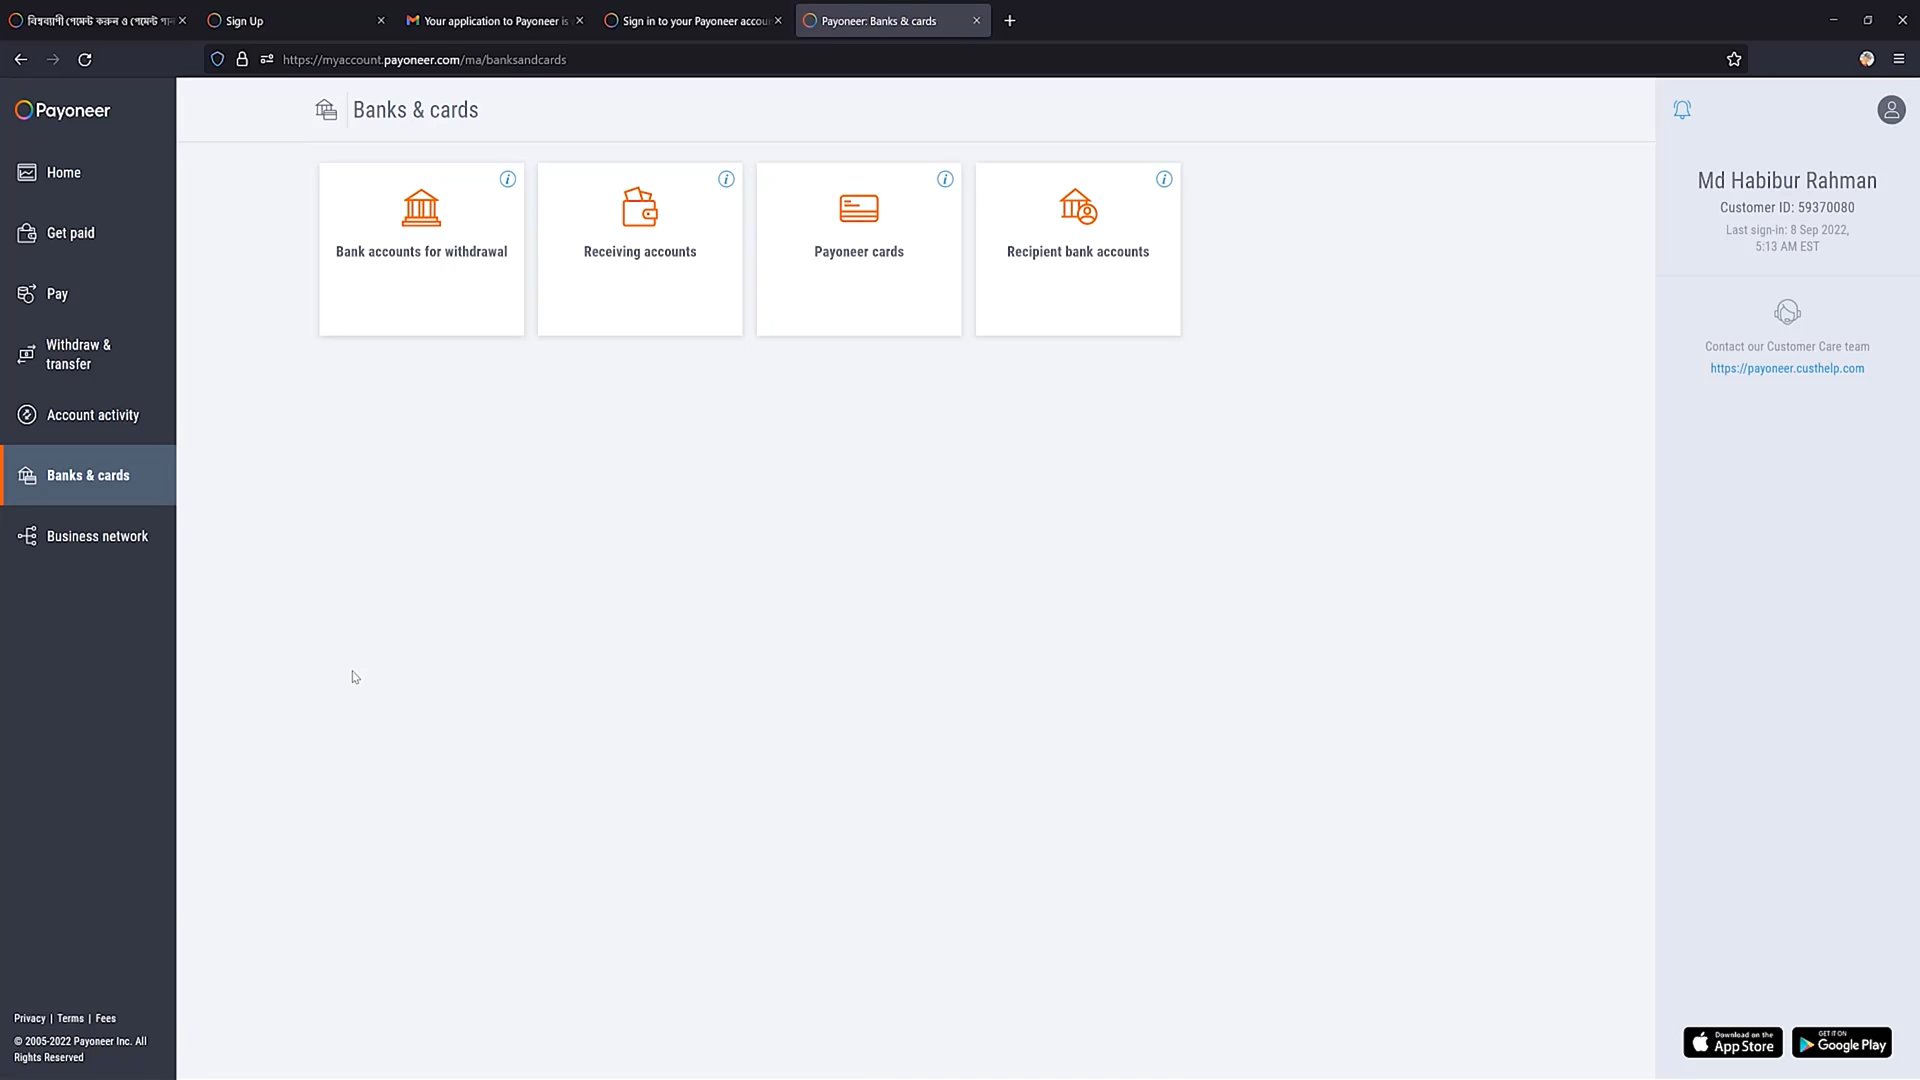 বিশ্বব্যাপী পেমেন্ট করুন ও পেমেন্ট পান
Sign Up
Your application to Payoneer is
Sign in to your Payoneer accou
Payoneer: Banks & cards
https://myaccount.payoneer.com/ma/banksandcards
Payoneer
Banks & cards
Home
Get paid
Pay
Withdraw &
transfer
Account activity
Banks & cards
Business network
Bank accounts for withdrawal
Receiving accounts
Payoneer cards
Recipient bank accounts
Md Habibur Rahman
Customer ID: 59370080
Last sign-in: 8 Sep 2022,
5:13 AM EST
Contact our Customer Care team
https://payoneer.custhelp.com
Privacy | Terms | Fees
© 2005-2022 Payoneer Inc. All
Rights Reserved
Download on the
App Store
GET IT ON
Google Play